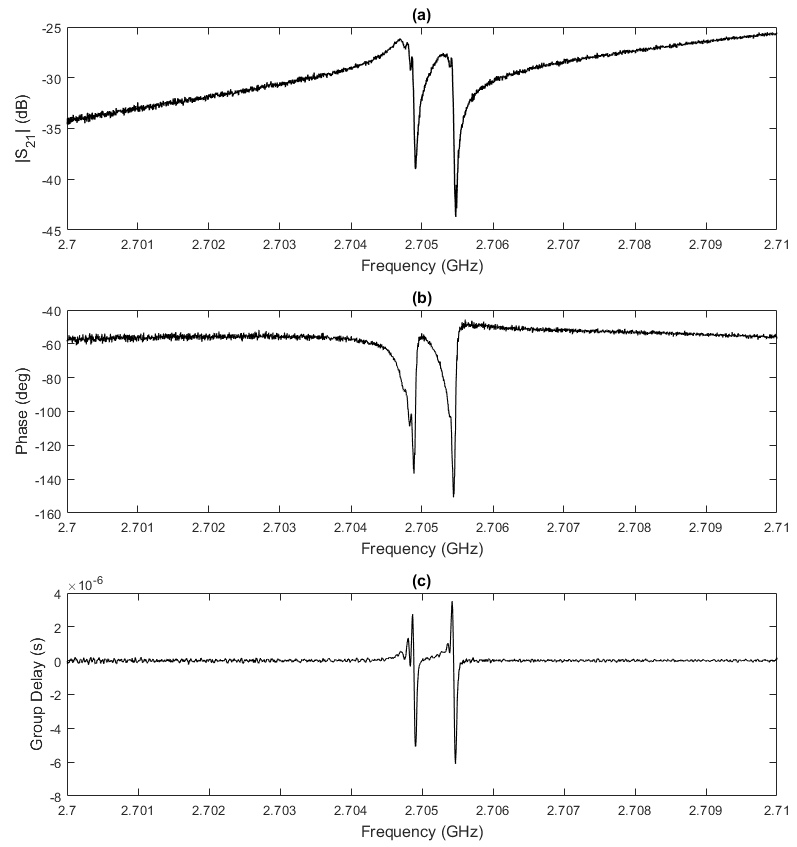 (a)
-25
-30
-35
-40
-45
|S21| (dB)
2.7 2.701 2.702 2.703 2.704 2.705 2.706 2.707 2.708 2.709 2.71
Frequency (GHz)
(b)
-40
-60
-80
-100
-120
-140
-160
Phase (deg)
2.7 2.701 2.702 2.703 2.704 2.705 2.706 2.707 2.708 2.709 2.71
Frequency (GHz)
(c)
×10-6
4
2
0
-2
-4
-6
-8
Group Delay (s)
2.7 2.701 2.702 2.703 2.704 2.705 2.706 2.707 2.708 2.709 2.71
Frequency (GHz)